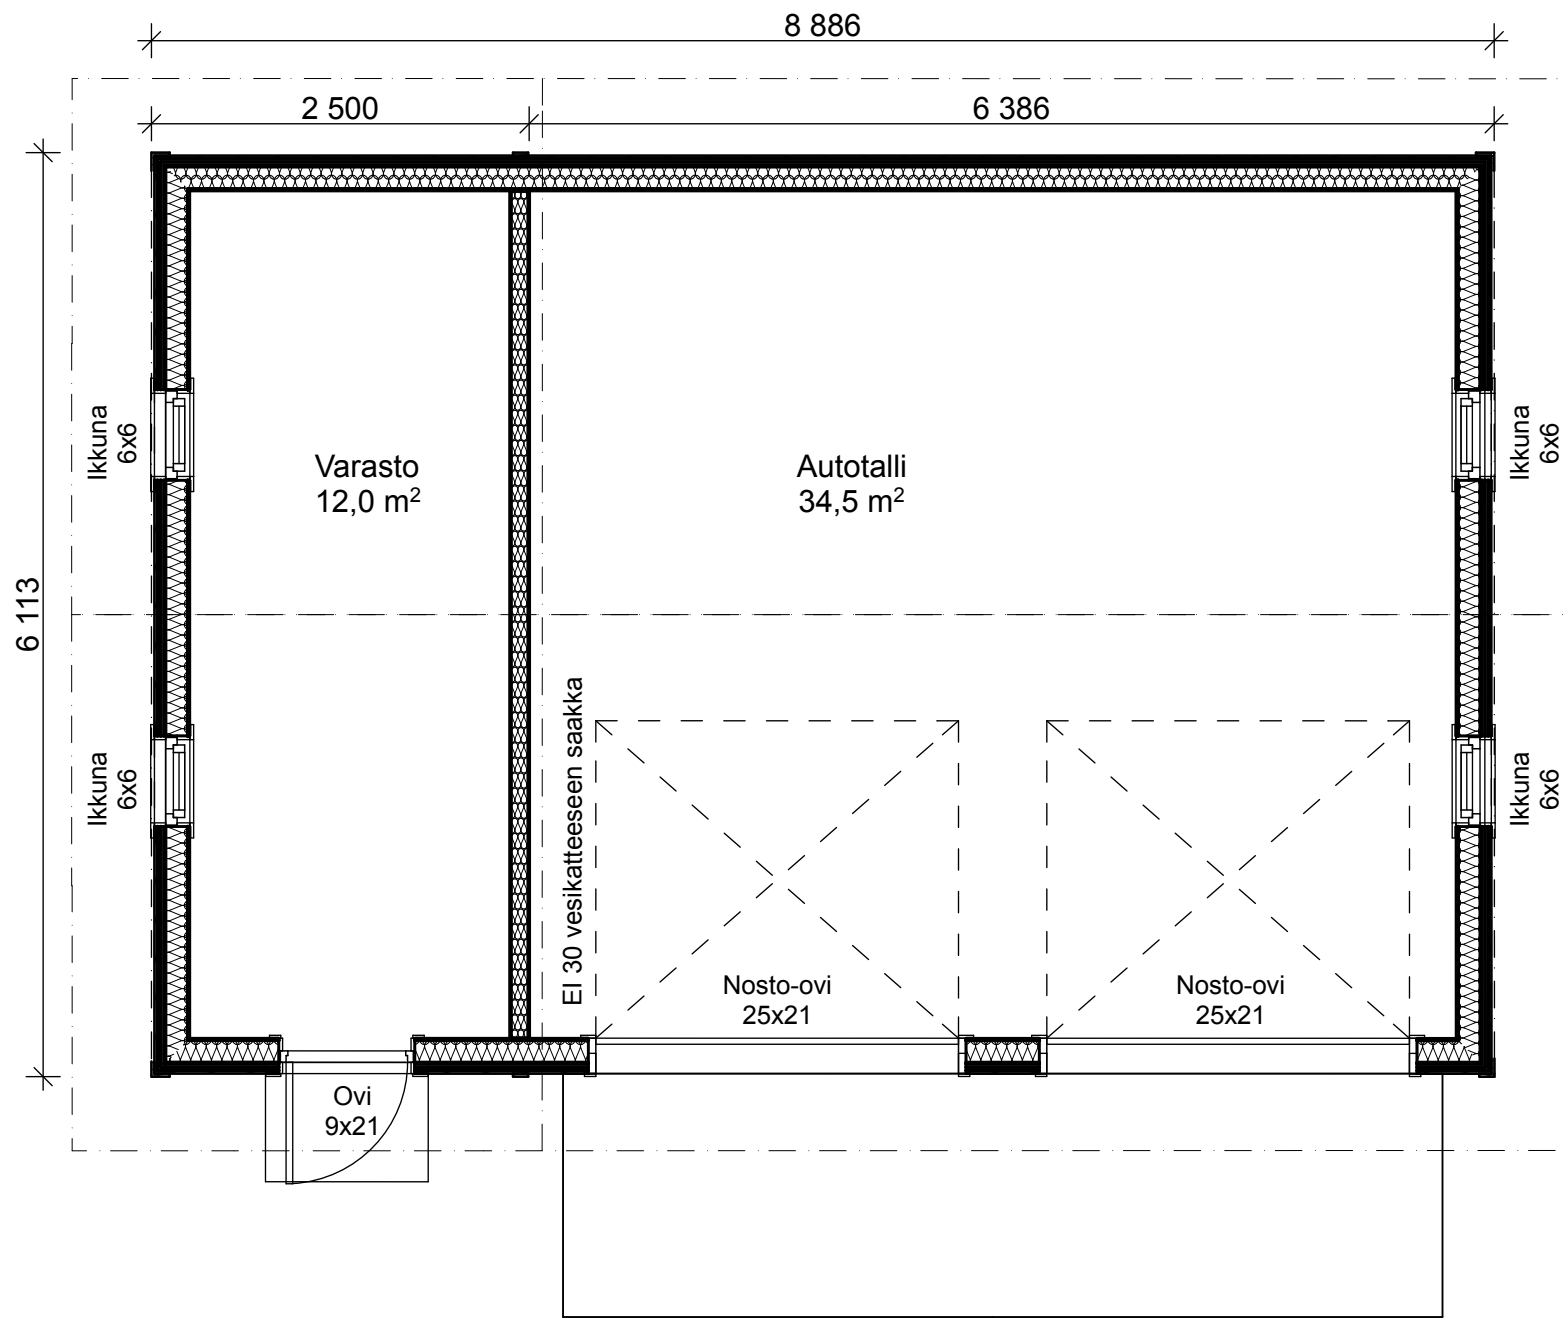 8 886
2 500
6 386
6 113
Ikkuna
6x6
Varasto
12,0 m²
Autotalli
34,5 m²
Ikkuna
6x6
Ikkuna
6x6
EI 30 vesikatteeseen saakka
Ikkuna
6x6
Nosto-ovi
25x21
Nosto-ovi
25x21
Ovi
9x21